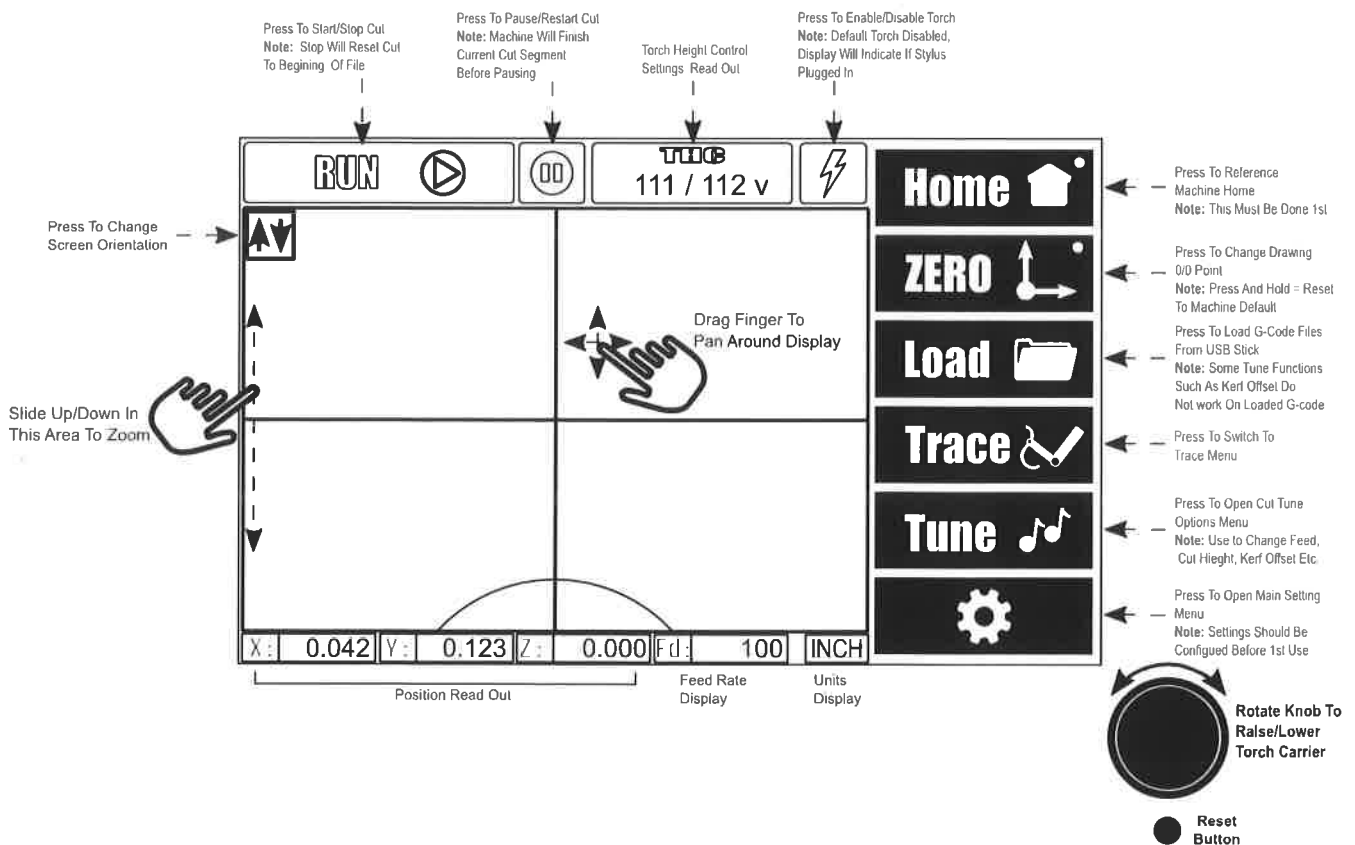 Press To Start/Stop Cut
Note: Stop Will Reset Cut
To Begining Of File
Press To Pause/Restart Cut
Note: Machine Will Finish
Current Cut Segment
Before Pausing
Torch Height Control
Settings Read Out
Press To Enable/Disable Torch
Note: Default Torch Disabled,
Display Will Indicate If Stylus
Plugged In
RUN
THC
111 / 112 v
Home
Press To Reference
Machine Home
Note: This Must Be Done 1st
Press To Change
Screen Orientation
ZERO
Press To Change Drawing
0/0 Point
Note: Press And Hold = Reset
To Machine Default
Drag Finger To
Pan Around Display
Load
Press To Load G-Code Files
From USB Stick
Note: Some Tune Functions
Such As Kerf Offset Do
Not work On Loaded G-code
Slide Up/Down In
This Area To Zoom
Trace
Press To Switch To
Trace Menu
Tune
Press To Open Cut Tune
Options Menu
Note: Use to Change Feed,
Cut Hieght, Kerf Offset Etc.
Press To Open Main Setting
Menu
Note: Settings Should Be
Configued Before 1st Use
X: 0.042 Y: 0.123 Z: 0.000 Fd: 100 INCH
Position Read Out
Feed Rate
Display
Units
Display
Rotate Knob To
Raise/Lower
Torch Carrier
Reset
Button